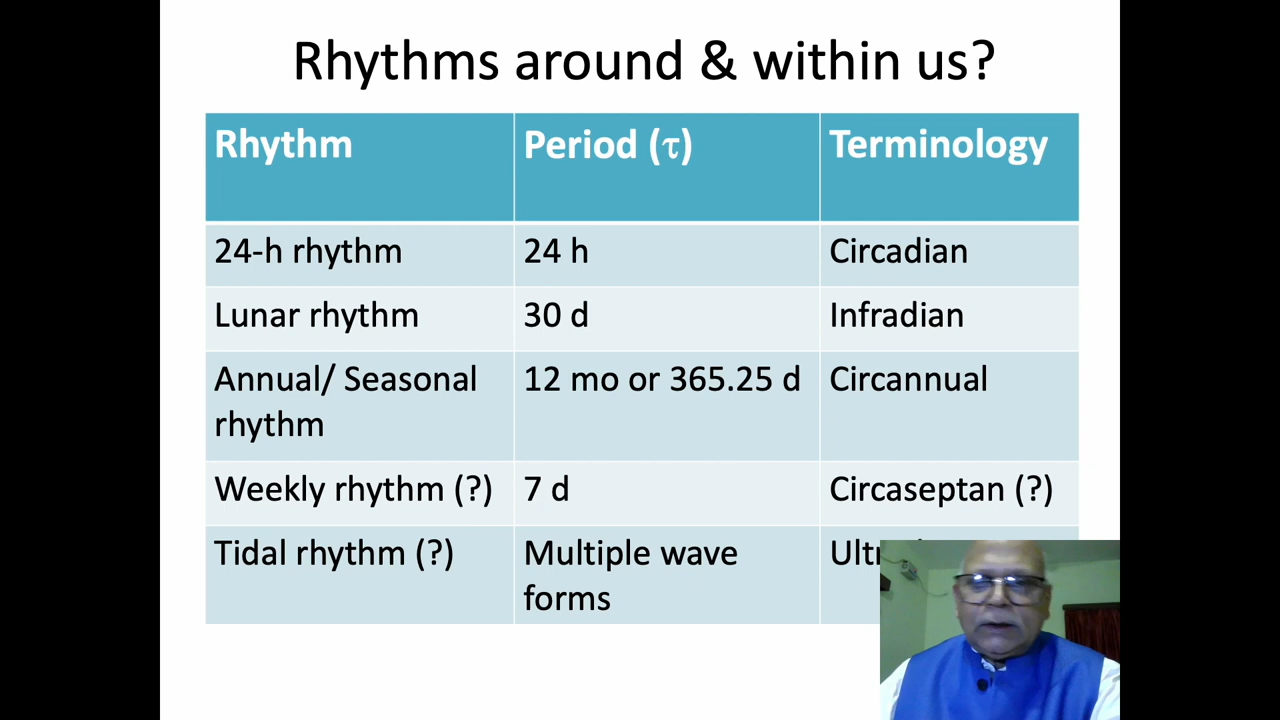 Rhythms around & within us?
Rhythm Period (τ) Terminology
24-h rhythm 24 h Circadian
Lunar rhythm 30 d Infradian
Annual/ Seasonal 12 mo or 365.25 d Circannual
rhythm
Weekly rhythm (?) 7 d Circaseptan (?)
Tidal rhythm (?) Multiple wave
forms